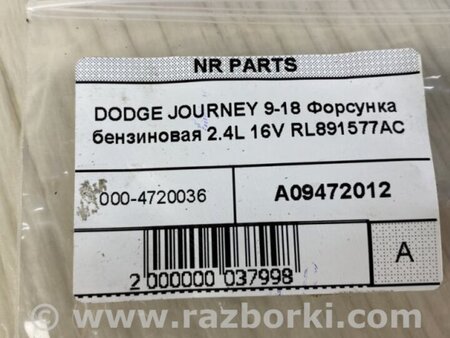 NR PARTS
DODGE JOURNEY 9-18 Форсунка
бензиновая 2.4L 16V RL891577AC
000-4720036
A09472012
2 000000 037998
A
© www.razborki.com